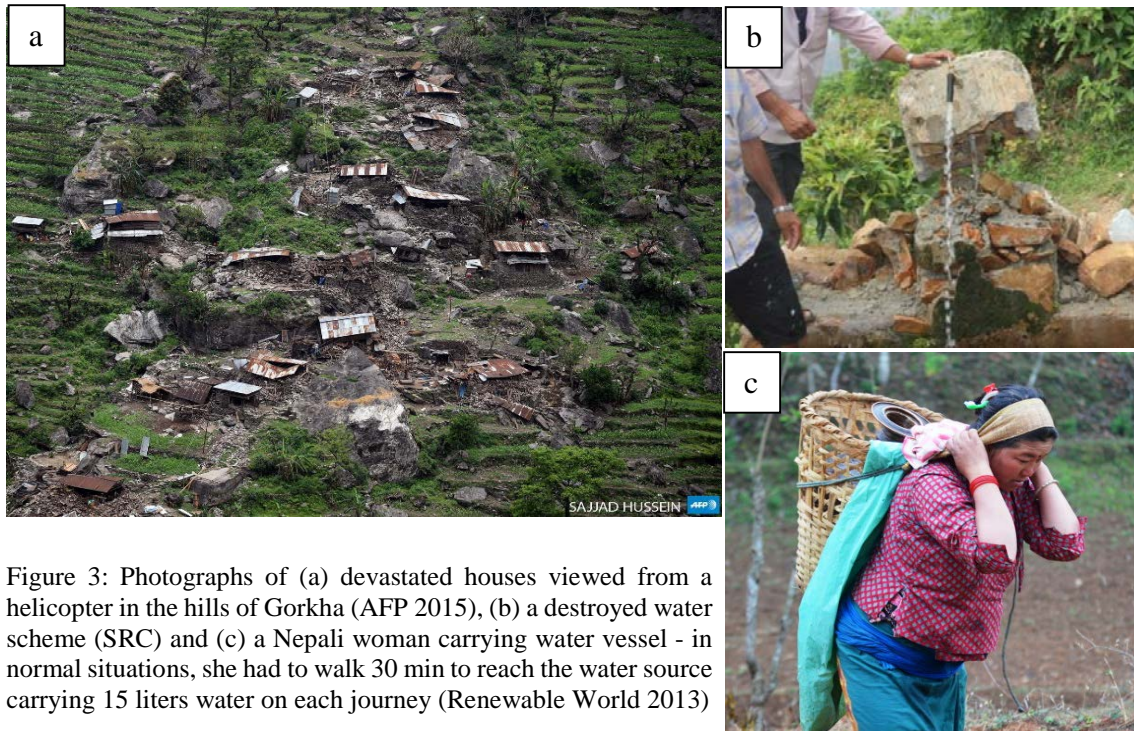 a
b
c
SAJJAD HUSSEIN AFP
Figure 3: Photographs of (a) devastated houses viewed from a
helicopter in the hills of Gorkha (AFP 2015), (b) a destroyed water
scheme (SRC) and (c) a Nepali woman carrying water vessel - in
normal situations, she had to walk 30 min to reach the water source
carrying 15 liters water on each journey (Renewable World 2013)